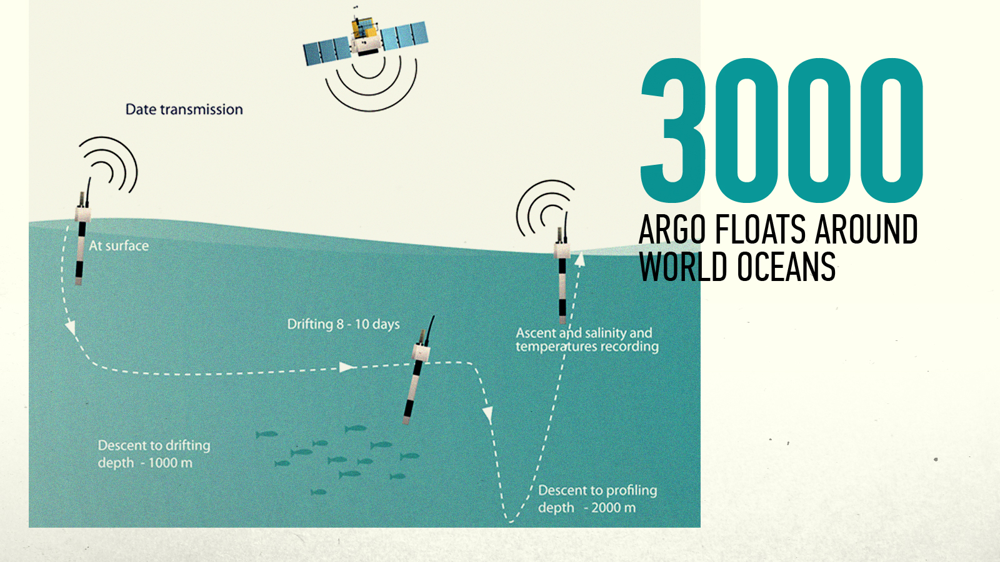 Date transmission
3000
ARGO FLOATS AROUND
WORLD OCEANS
At surface
Drifting 8 - 10 days
Ascent and salinity and
temperatures recording
Descent to drifting
depth - 1000 m
Descent to profiling
depth - 2000 m